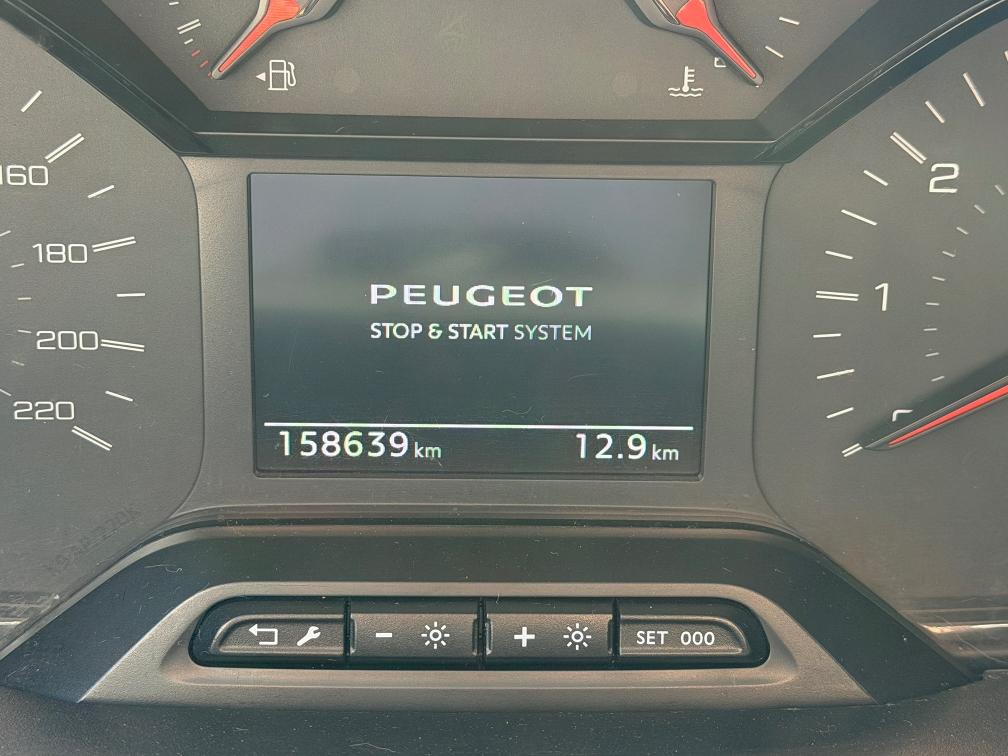 160
180
200
220
2
1
PEUGEOT
STOP & START SYSTEM
158639 km
12.9 km
SET 000